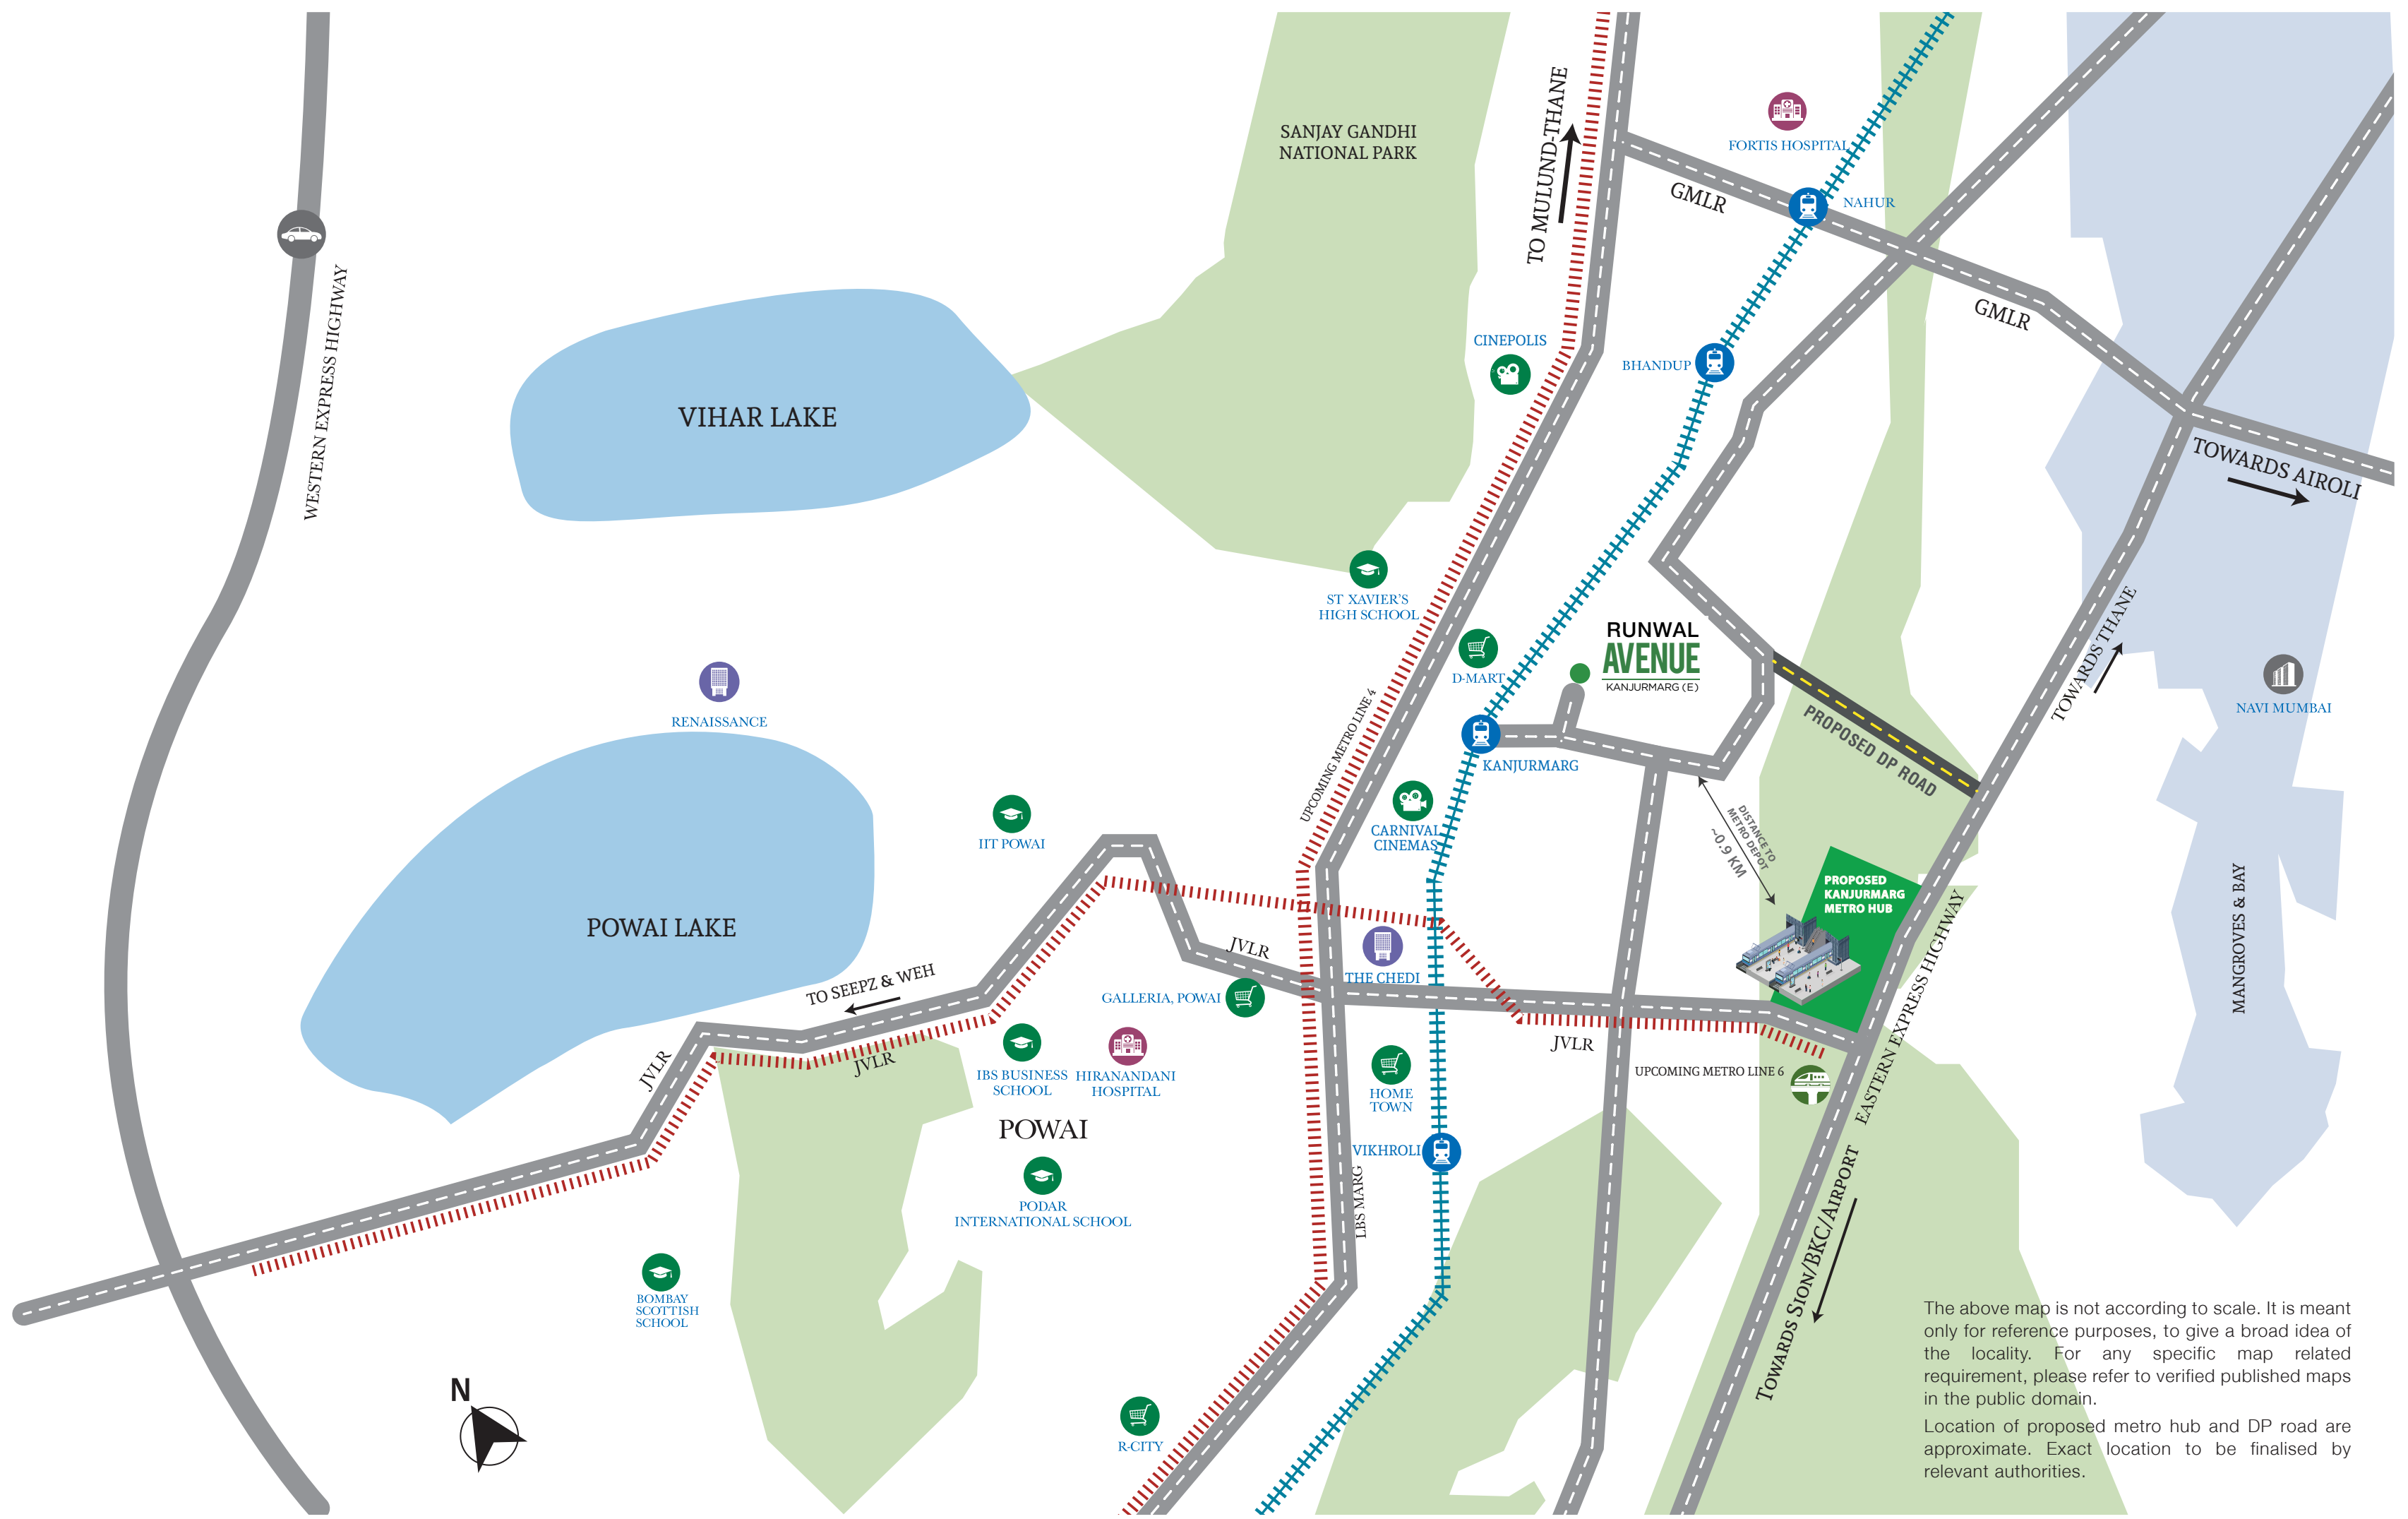 SANJAY GANDHI
NATIONAL PARK
TO MULUND-THANE
FORTIS HOSPITAL
GMLR
NAHUR
GMLR
WESTERN EXPRESS HIGHWAY
CINEPOLIS
BHANDUP
VIHAR LAKE
TOWARDS AIROLI
ST XAVIER'S
HIGH SCHOOL
RUNWAL
AVENUE
KANJURMARG (E)
D-MART
TOWARDS THANE
RENAISSANCE
NAVI MUMBAI
UPCOMING METRO LINE 4
PROPOSED DP ROAD
KANJURMARG
IIT POWAI
CARNIVAL
CINEMAS
DISTANCE TO
METRO DEPOT
~0.9 KM
PROPOSED
KANJURMARG
METRO HUB
MANGROVES & BAY
POWAI LAKE
JVLR
THE CHEDI
TO SEEPZ & WEH
GALLERIA, POWAI
EASTERN EXPRESS HIGHWAY
JVLR
JVLR
JVLR
IBS BUSINESS
SCHOOL
HIRANANDANI
HOSPITAL
UPCOMING METRO LINE 6
HOME
TOWN
POWAI
VIKHROLI
LBS MARG
PODAR
INTERNATIONAL SCHOOL
TOWARDS SION/BKC/AIRPORT
BOMBAY
SCOTTISH
SCHOOL
N
R-CITY
The above map is not according to scale. It is meant
only for reference purposes, to give a broad idea of
the locality. For any specific map related
requirement, please refer to verified published maps
in the public domain.
Location of proposed metro hub and DP road are
approximate. Exact location to be finalised by
relevant authorities.